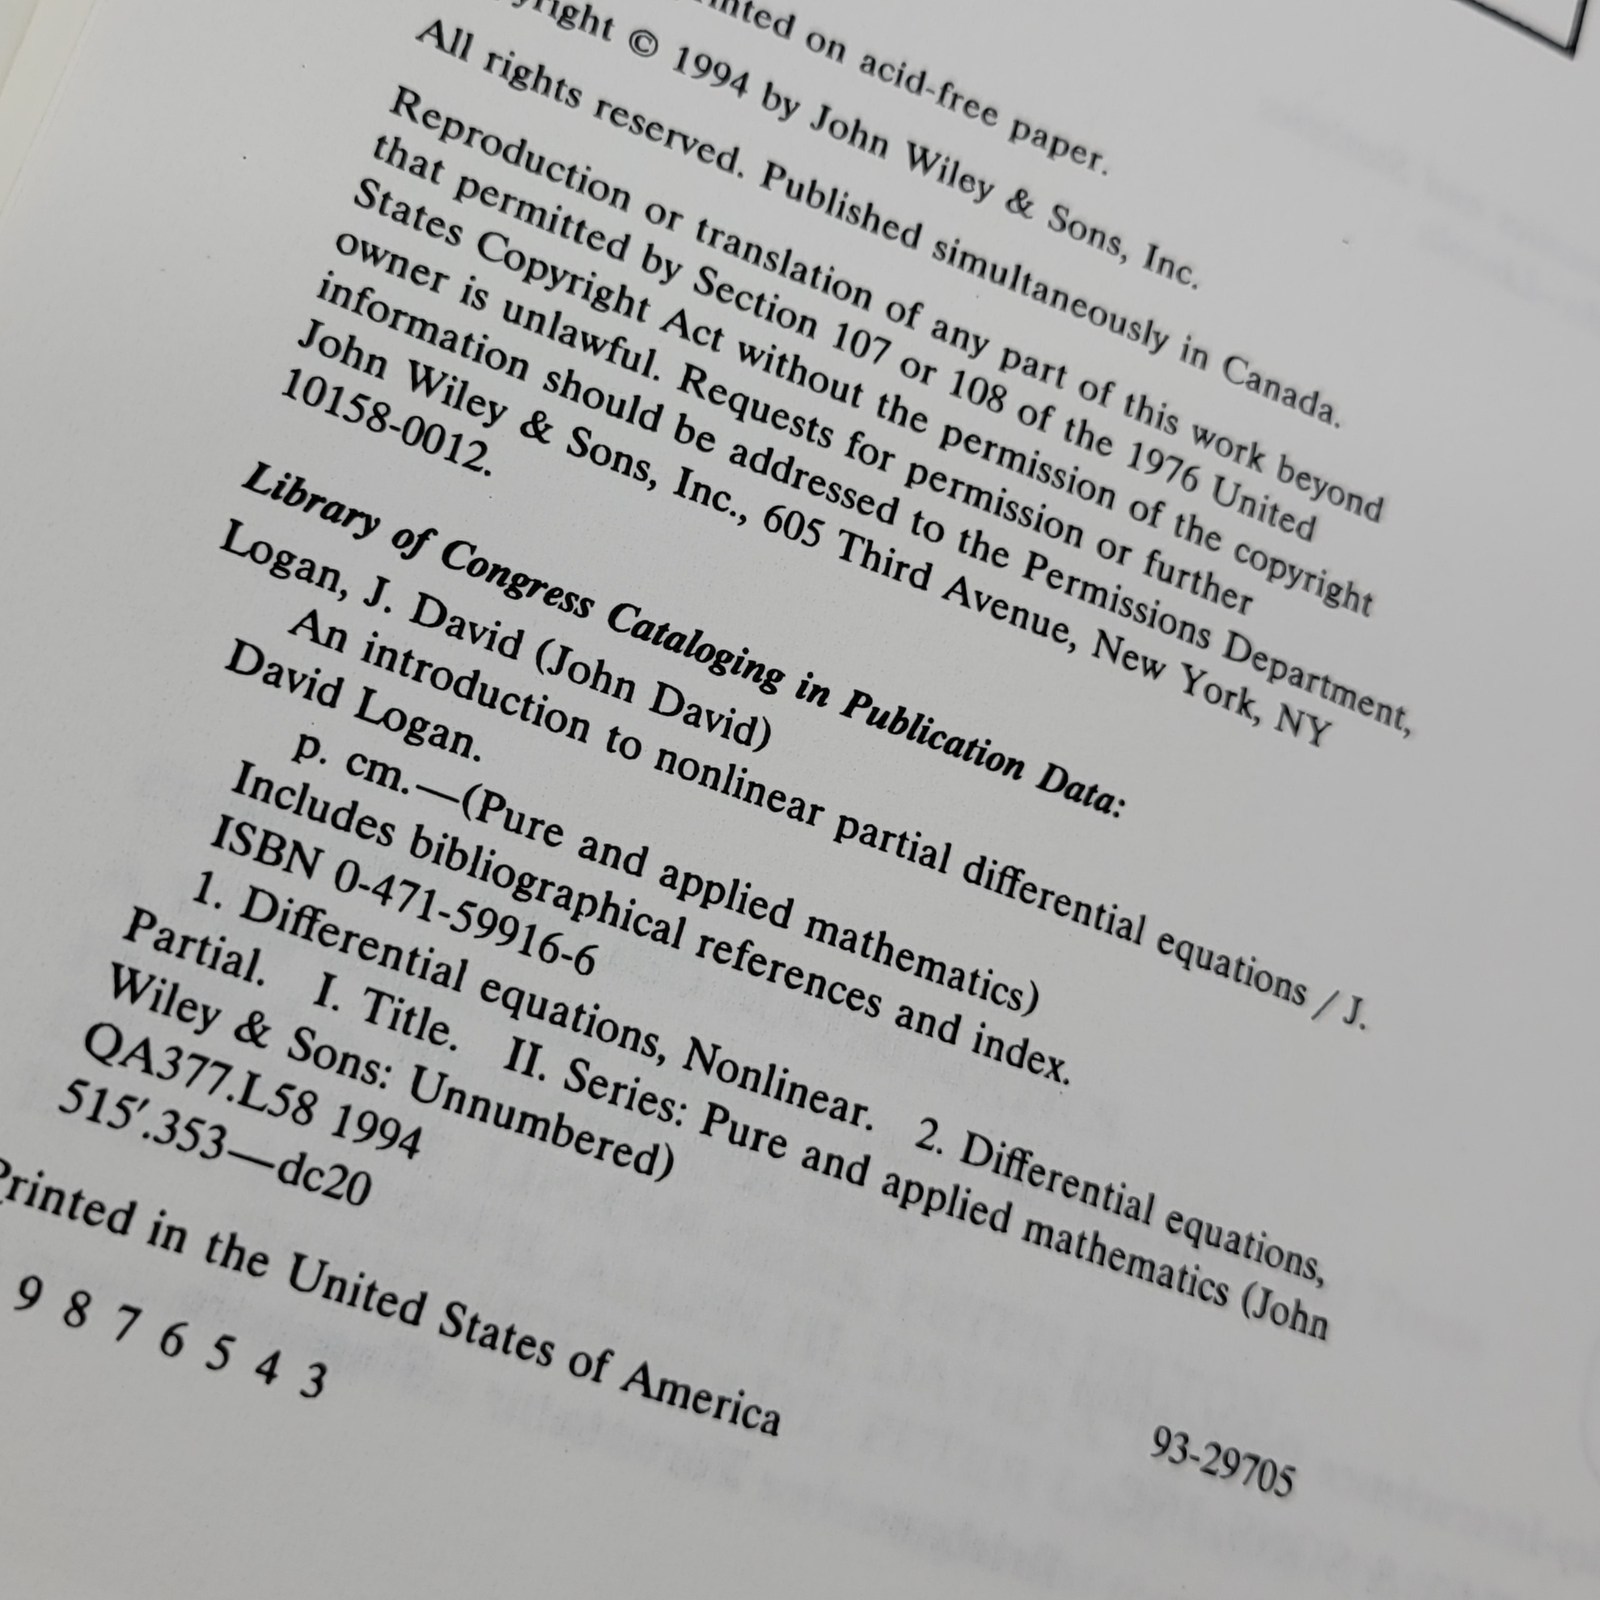 on acid-free paper.
© 1994 by John Wiley & Sons, Inc.
All rights reserved. Published simultaneously in Canada.
Reproduction or translation of any part of this work beyond
that permitted by Section 107 or 108 of the 1976 United
States Copyright Act without the permission of the copyright
owner is unlawful. Requests for permission or further
information should be addressed to the Permissions Department,
John Wiley & Sons, Inc., 605 Third Avenue, New York, NY
10158-0012.
Library of Congress Cataloging in Publication Data:
Logan, J. David (John David)
An introduction to nonlinear partial differential equations / J.
David Logan.
p. cm.—(Pure and applied mathematics)
Includes bibliographical references and index.
ISBN 0-471-59916-6
1. Differential equations, Nonlinear. 2. Differential equations,
Partial. I. Title. II. Series: Pure and applied mathematics (John
Wiley & Sons: Unnumbered)
QA377.L58 1994
515′.353—dc20
93-29705
Printed in the United States of America
9 8 7 6 5 4 3